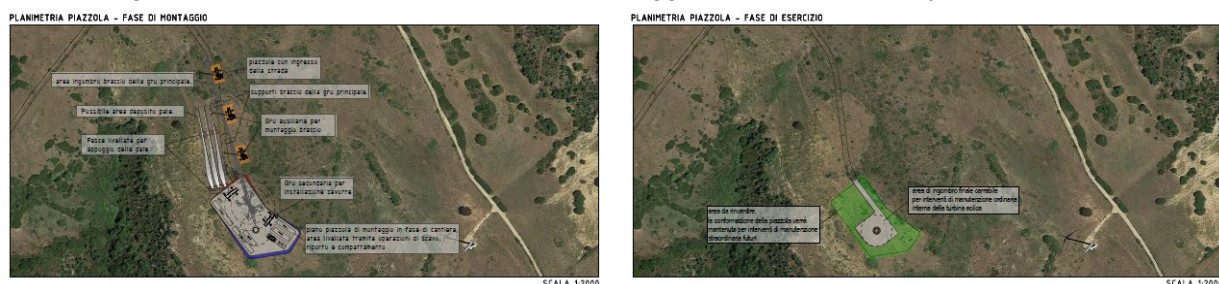 PLANIMETRIA PIAZZOLA - FASE DI MONTAGGIO
piazzole con ingresso
dalla strada
area ingombro braccio della gru principale.
supporti braccio della gru principale.
Possibile area deposito pale.
Gru ausiliarie per
montaggio braccio
Fasce livellate per
appoggio delle pale
Gru secondaria per
installazione zavorre
piano piazzola di montaggio in fase di cantiere,
area livellata tramite operazioni di scavo,
riporto e compattamento
SCALA 1:2000
PLANIMETRIA PIAZZOLA - FASE DI ESERCIZIO
area di ingombro finale carrabile
per interventi di manutenzione ordinaria
interna della turbina eolica
area da rinverdire
la conformazione della piazzola verrà
mantenuta per interventi di manutenzione
straordinaria futuri
SCALA 1:2000